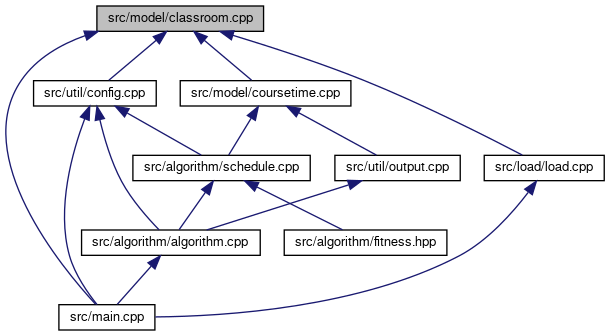 src/model/classroom.cpp
src/util/config.cpp
src/model/coursetime.cpp
src/algorithm/schedule.cpp
src/util/output.cpp
src/load/load.cpp
src/algorithm/algorithm.cpp
src/algorithm/fitness.hpp
src/main.cpp